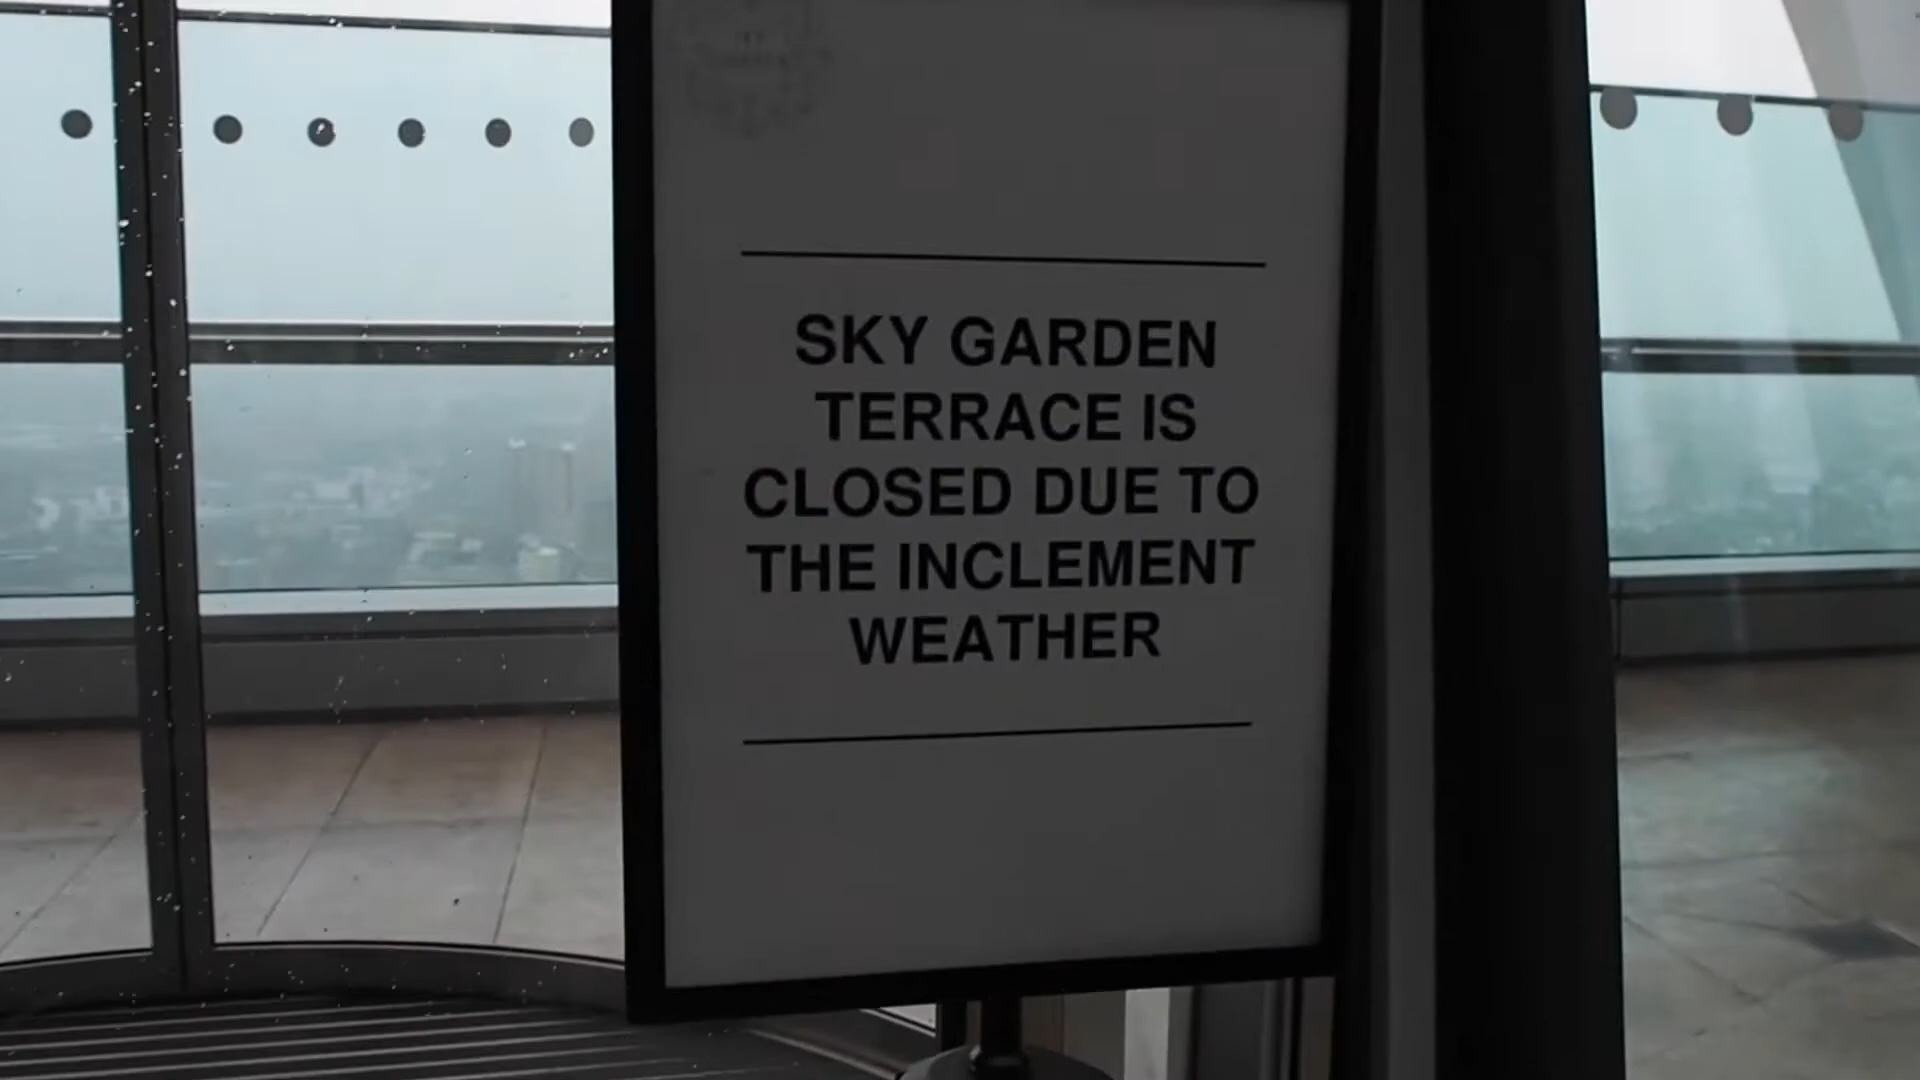 SKY GARDEN
TERRACE IS
CLOSED DUE TO
THE INCLEMENT
WEATHER